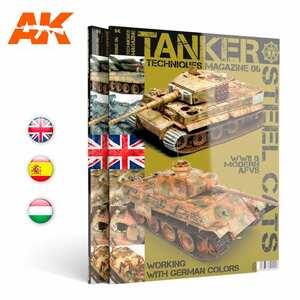 AK
TANKER
TECHNIQUES MAGAZINE 06
STEEL CATS
WWII &
MODERN
AFVS
WORKING
WITH GERMAN COLORS